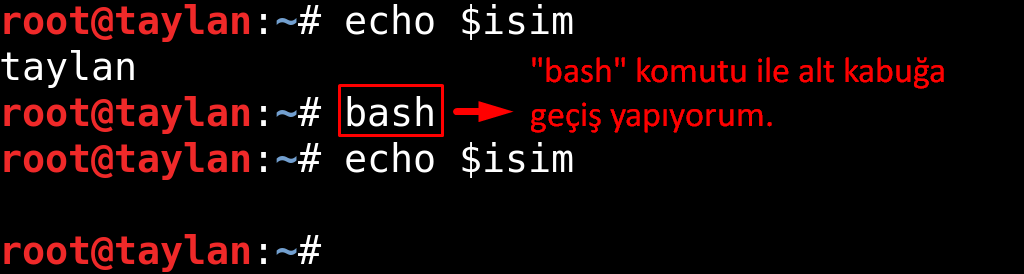 root@taylan:~# echo $isim
taylan
root@taylan:~# bash
root@taylan:~# echo $isim
root@taylan:~#
"bash" komutu ile alt kabuğa
geçiş yapıyorum.